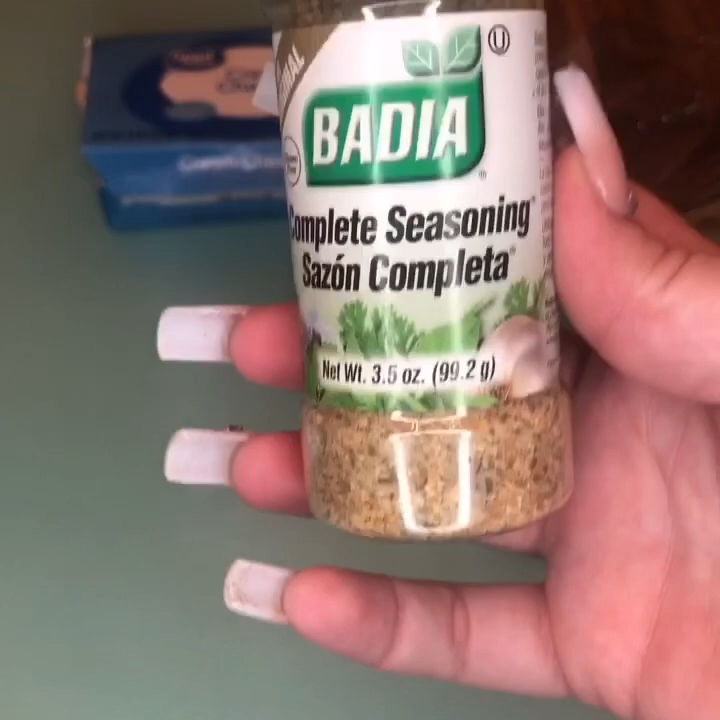 U
BADIA
Complete Seasoning
Sazón Completa
Net Wt. 3.5 oz. (99.2 g)